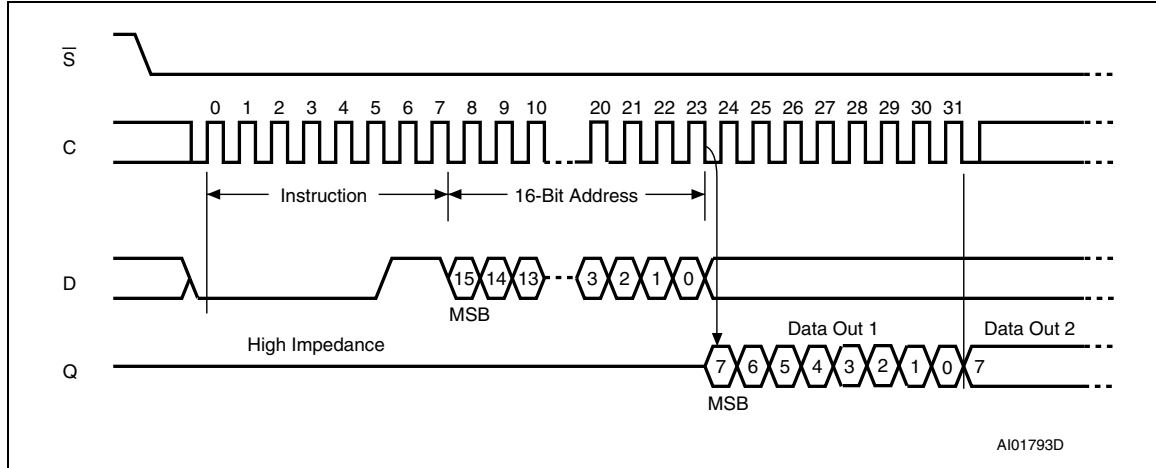 S
0 1 2 3 4 5 6 7 8 9 10 20 21 22 23 24 25 26 27 28 29 30 31
C
Instruction 16-Bit Address
D 15 14 13 3 2 1 0
MSB
High Impedance Data Out 1 Data Out 2
Q 7 6 5 4 3 2 1 0 7
MSB
AI01793D